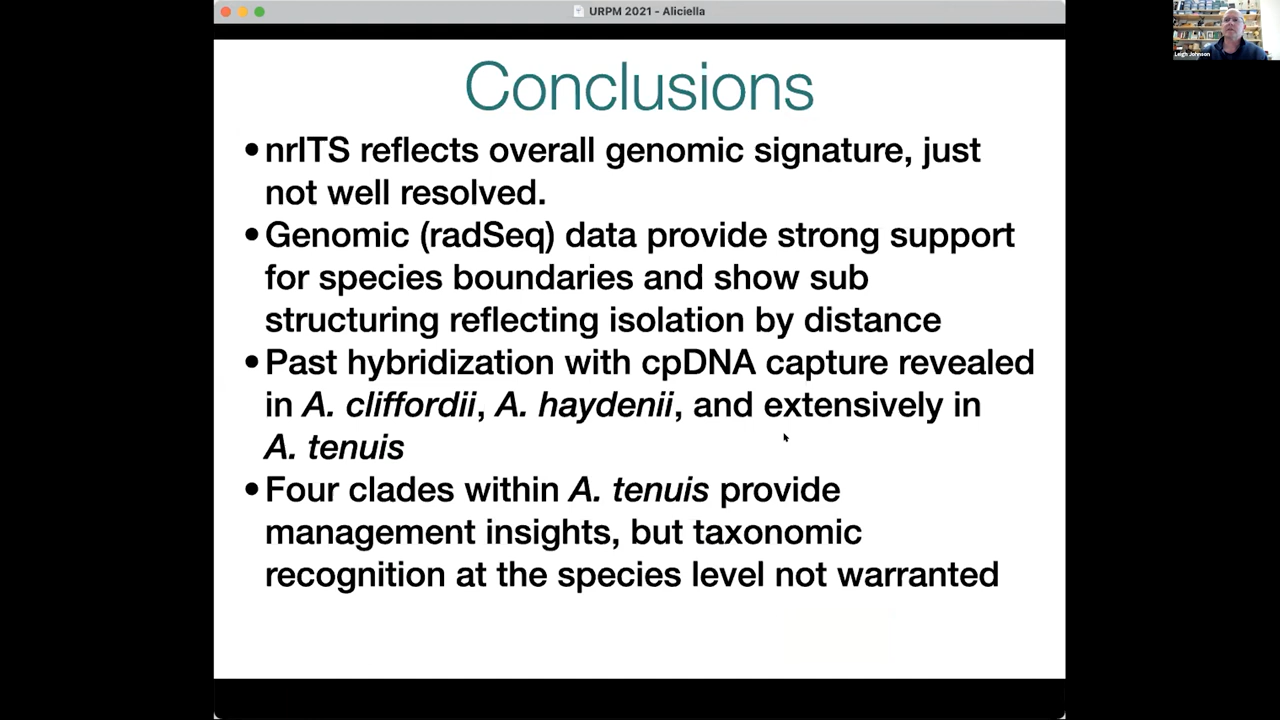 URPM 2021 - Aliciella
Leigh Johnson
Conclusions
•nrITS reflects overall genomic signature, just
not well resolved.
•Genomic (radSeq) data provide strong support
for species boundaries and show sub
structuring reflecting isolation by distance
•Past hybridization with cpDNA capture revealed
in A. cliffordii, A. haydenii, and extensively in
A. tenuis
•Four clades within A. tenuis provide
management insights, but taxonomic
recognition at the species level not warranted